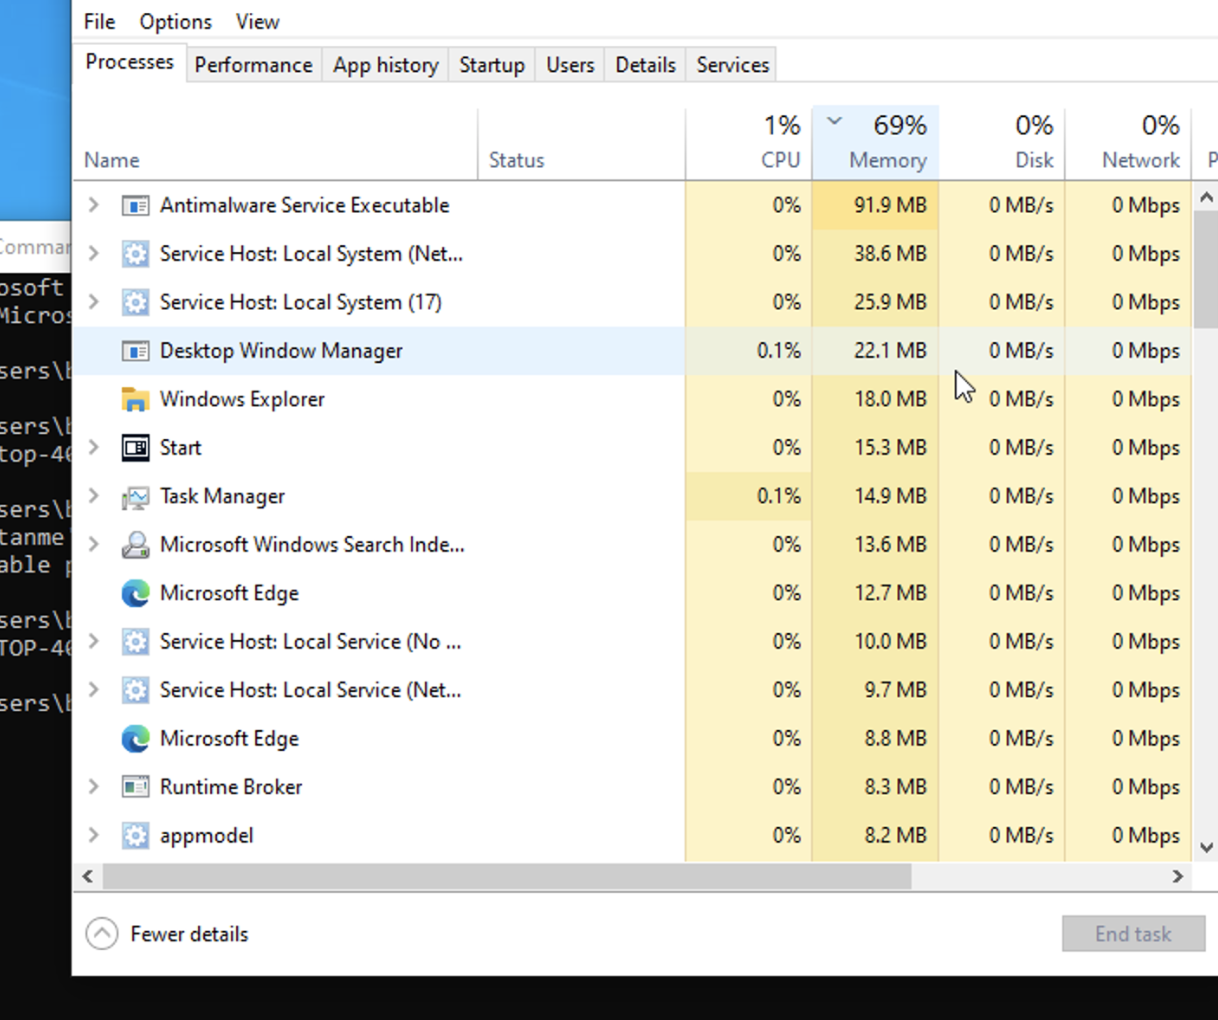 File Options View
Processes Performance App history Startup Users Details Services
1% 69% 0% 0%
Name Status CPU Memory Disk Network P
Antimalware Service Executable 0% 91.9 MB 0 MB/s 0 Mbps
Service Host: Local System (Net... 0% 38.6 MB 0 MB/s 0 Mbps
Service Host: Local System (17) 0% 25.9 MB 0 MB/s 0 Mbps
Desktop Window Manager 0.1% 22.1 MB 0 MB/s 0 Mbps
Windows Explorer 0% 18.0 MB 0 MB/s 0 Mbps
Start 0% 15.3 MB 0 MB/s 0 Mbps
Task Manager 0.1% 14.9 MB 0 MB/s 0 Mbps
Microsoft Windows Search Inde... 0% 13.6 MB 0 MB/s 0 Mbps
Microsoft Edge 0% 12.7 MB 0 MB/s 0 Mbps
Service Host: Local Service (No ... 0% 10.0 MB 0 MB/s 0 Mbps
Service Host: Local Service (Net... 0% 9.7 MB 0 MB/s 0 Mbps
Microsoft Edge 0% 8.8 MB 0 MB/s 0 Mbps
Runtime Broker 0% 8.3 MB 0 MB/s 0 Mbps
appmodel 0% 8.2 MB 0 MB/s 0 Mbps
Fewer details End task
Comman
osoft
Micros
sers\b
sers\b
top-40
sers\b
tanme
able p
sers\b
TOP-40
sers\b